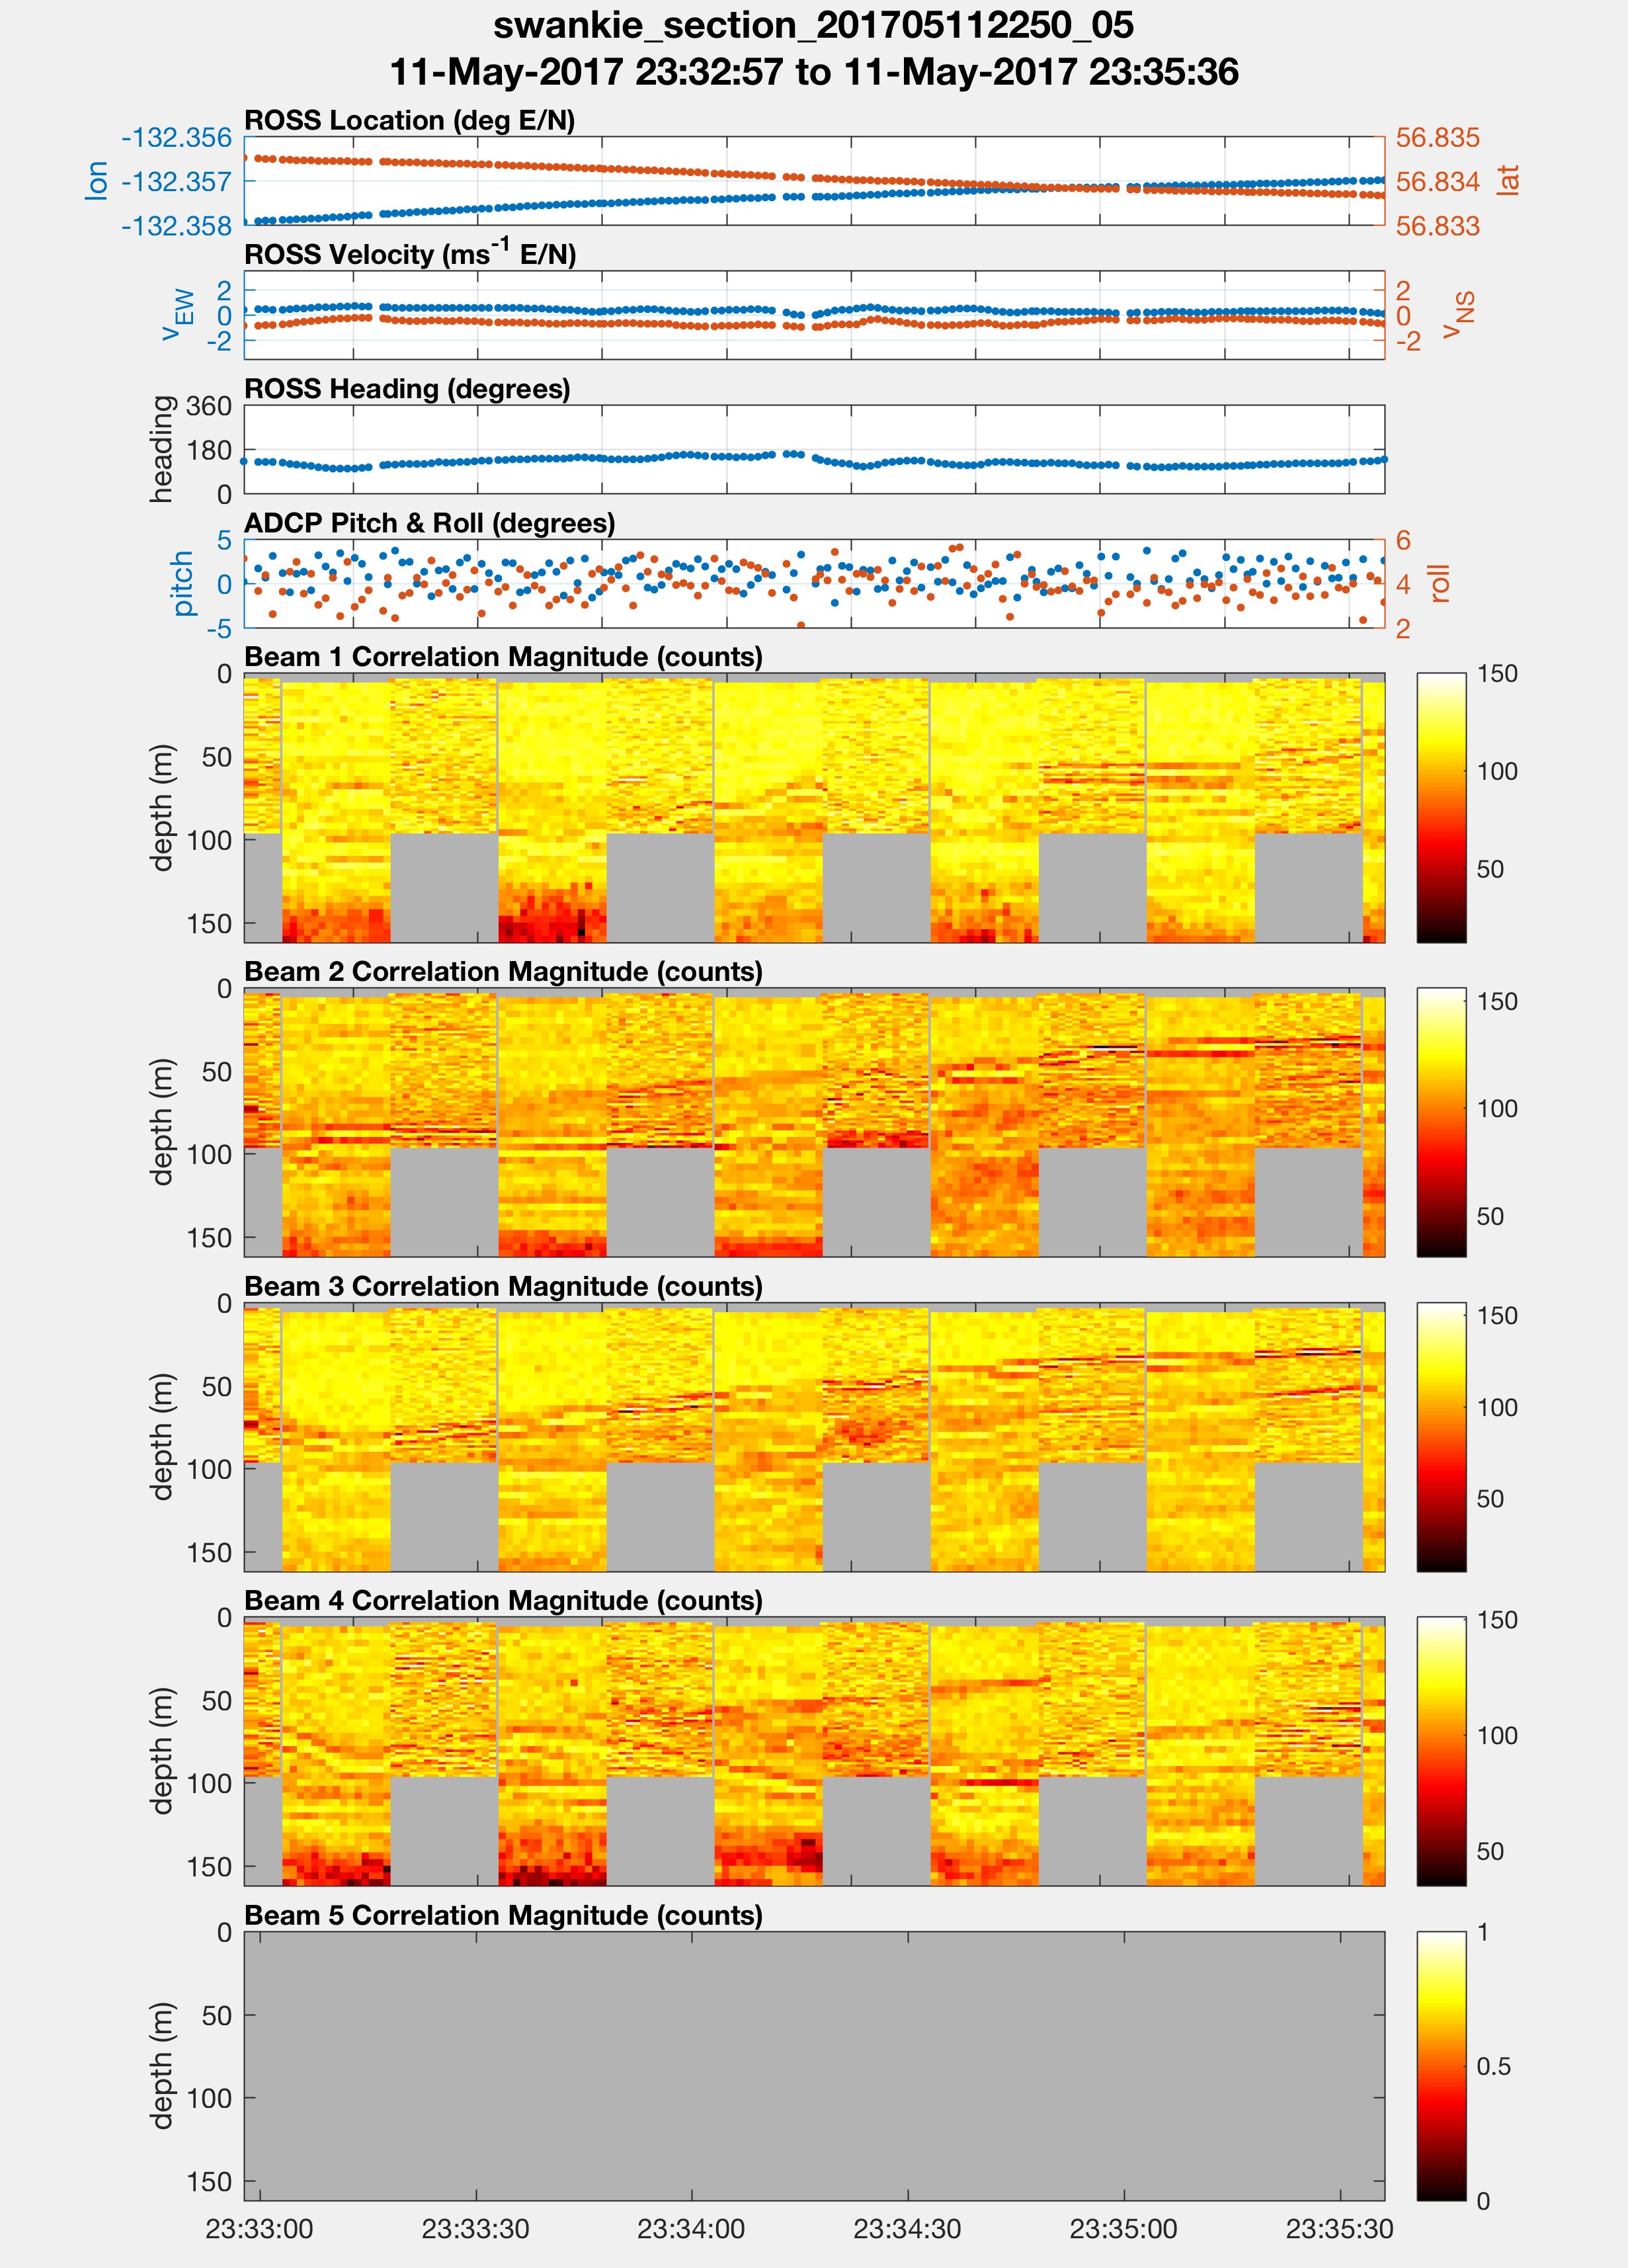 swankie_section_201705112250_05
11-May-2017 23:32:57 to 11-May-2017 23:35:36
ROSS Location (deg E/N)
-132.356
-132.357
-132.358
lon
56.835
56.834
56.833
lat
ROSS Velocity (ms-1 E/N)
2
0
-2
vEW
2
0
-2
vNS
ROSS Heading (degrees)
360
180
0
heading
ADCP Pitch & Roll (degrees)
5
0
-5
pitch
6
4
2
roll
Beam 1 Correlation Magnitude (counts)
0
50
100
150
depth (m)
150
100
50
Beam 2 Correlation Magnitude (counts)
0
50
100
150
depth (m)
150
100
50
Beam 3 Correlation Magnitude (counts)
0
50
100
150
depth (m)
150
100
50
Beam 4 Correlation Magnitude (counts)
0
50
100
150
depth (m)
150
100
50
Beam 5 Correlation Magnitude (counts)
0
50
100
150
depth (m)
1
0.5
0
23:33:00 23:33:30 23:34:00 23:34:30 23:35:00 23:35:30